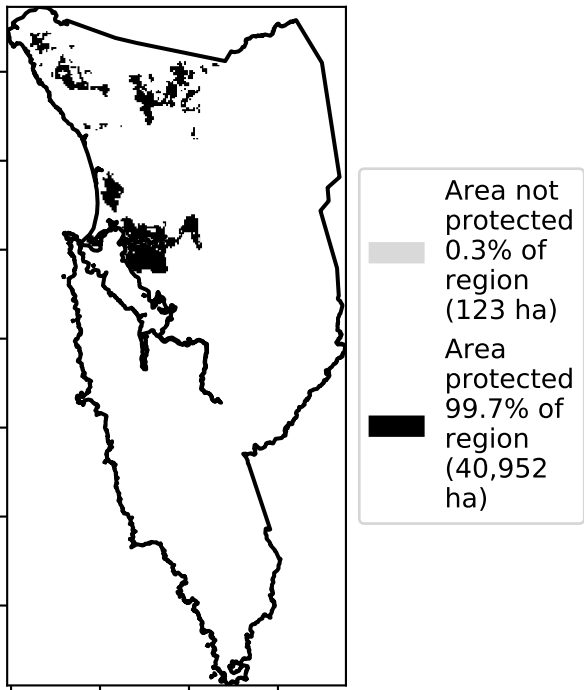 Area not
protected
0.3% of
region
(123 ha)
Area
protected
99.7% of
region
(40,952
ha)